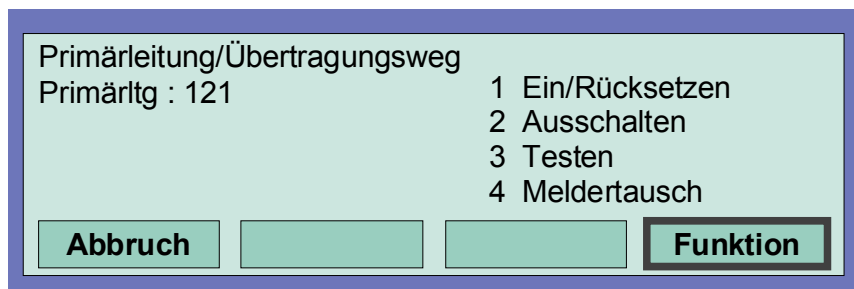 Primärleitung/Übertragungsweg
Primärltg : 121
1 Ein/Rücksetzen
2 Ausschalten
3 Testen
4 Meldertausch
Abbruch
Funktion